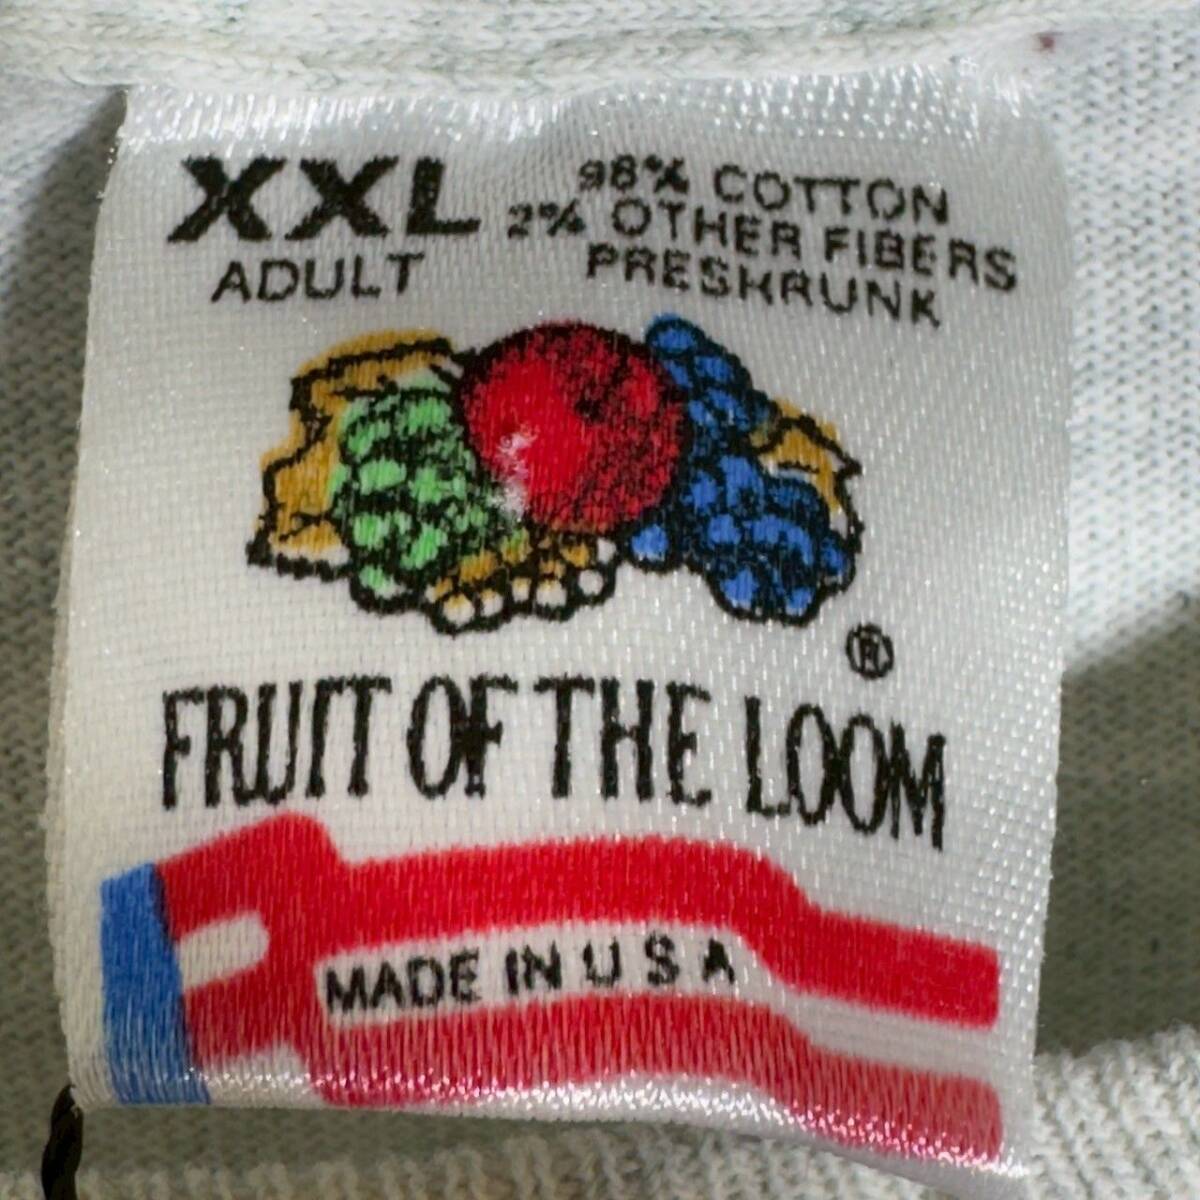 XXL
ADULT
98% COTTON
2% OTHER FIBERS
PRESHRUNK
®
FRUIT OF THE LOOM
MADE IN U S A